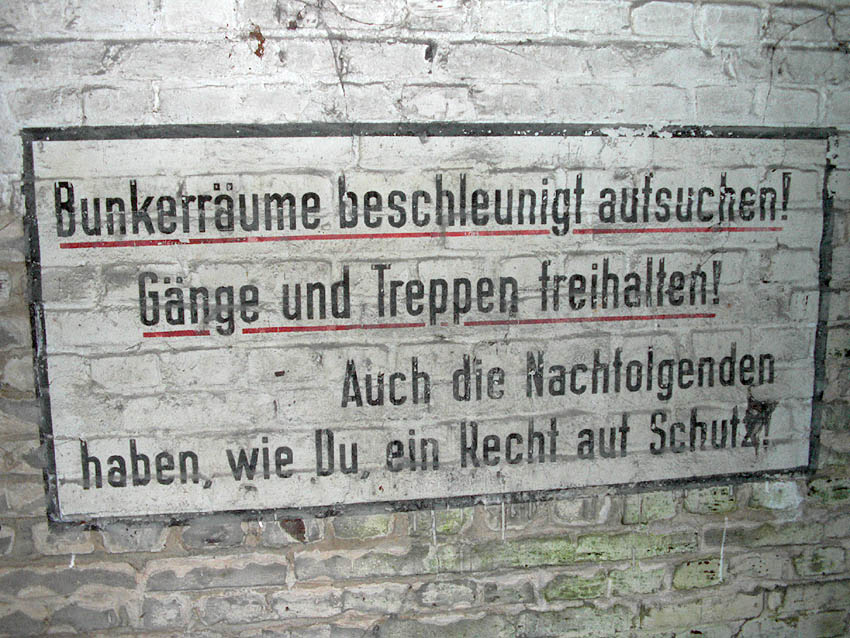 Bunkerräume beschleunigt aufsuchen!
Gänge und Treppen freihalten!
Auch die Nachfolgenden
haben, wie Du, ein Recht auf Schutz!